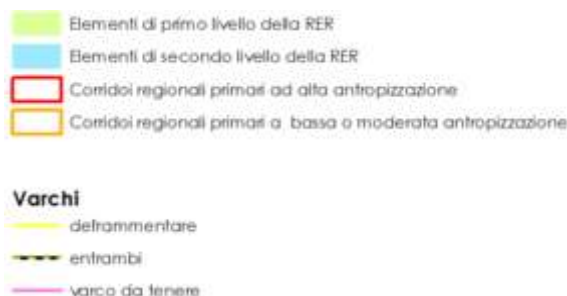 Elementi di primo livello della RER
Elementi di secondo livello della RER
Corridoi regionali primari ad alta antropizzazione
Corridoi regionali primari a bassa o moderata antropizzazione
Varchi
deframmentare
entrambi
varco da tenere